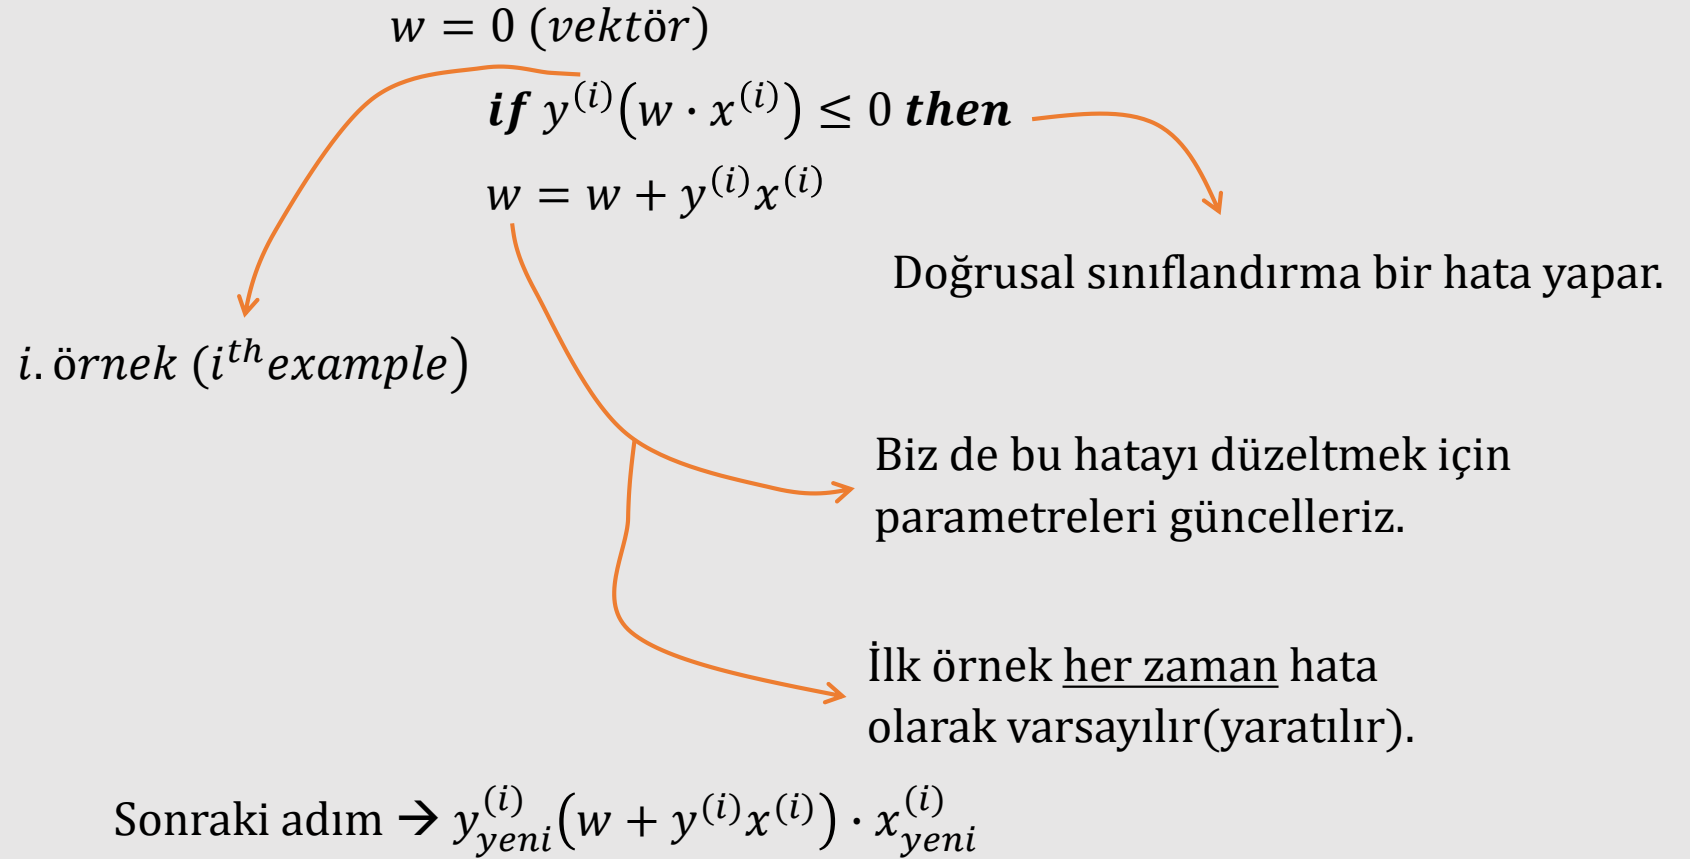 w = 0 (vektör)
if y^{(i)}(w · x^{(i)}) ≤ 0 then
w = w + y^{(i)}x^{(i)}
Doğrusal sınıflandırma bir hata yapar.
i. örnek (i^{th}example)
Biz de bu hatayı düzeltmek için
parametreleri güncelleriz.
İlk örnek her zaman hata
olarak varsayılır(yaratılır).
Sonraki adım → y_{yeni}^{(i)}(w + y^{(i)}x^{(i)}) · x_{yeni}^{(i)}